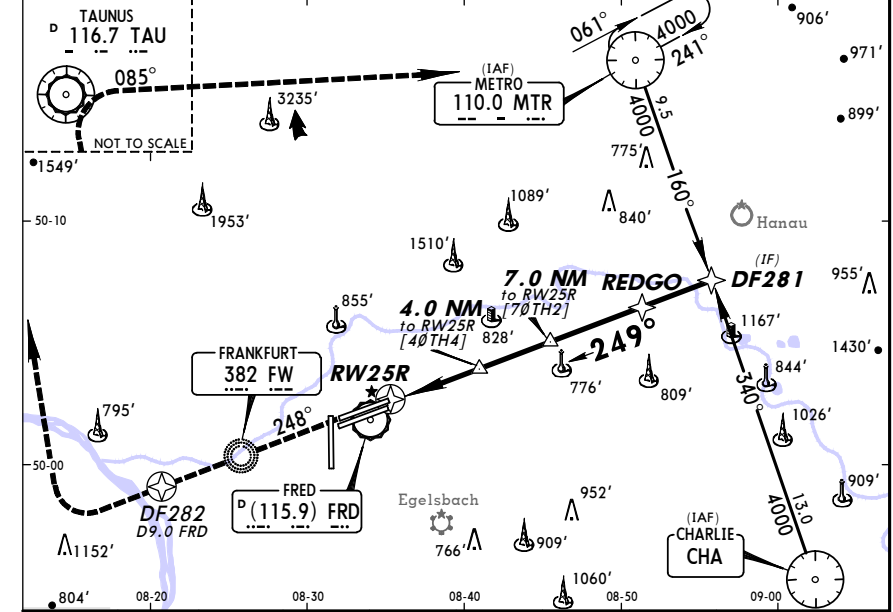 TAUNUS
D 116.7 TAU
085°
NOT TO SCALE
061°
4000
241°
906'
971'
899'
(IAF)
METRO
110.0 MTR
3235'
1549'
9.5
4000
775'
160°
1953'
1089'
840'
50-10
Hanau
1510'
(IF)
DF281
955'
7.0 NM
to RW25R
[70TH2]
REDGO
4.0 NM
to RW25R
[40TH4]
855'
828'
1167'
249°
1430'
FRANKFURT
382 FW
RW25R
776'
809'
844'
340°
795'
248°
1026'
50-00
DF282
D9.0 FRD
FRED
D (115.9) FRD
Egelsbach
952'
909'
13.0
4000
1152'
766'
909'
(IAF)
CHARLIE
CHA
804'
1060'
08-20
08-30
08-40
08-50
09-00